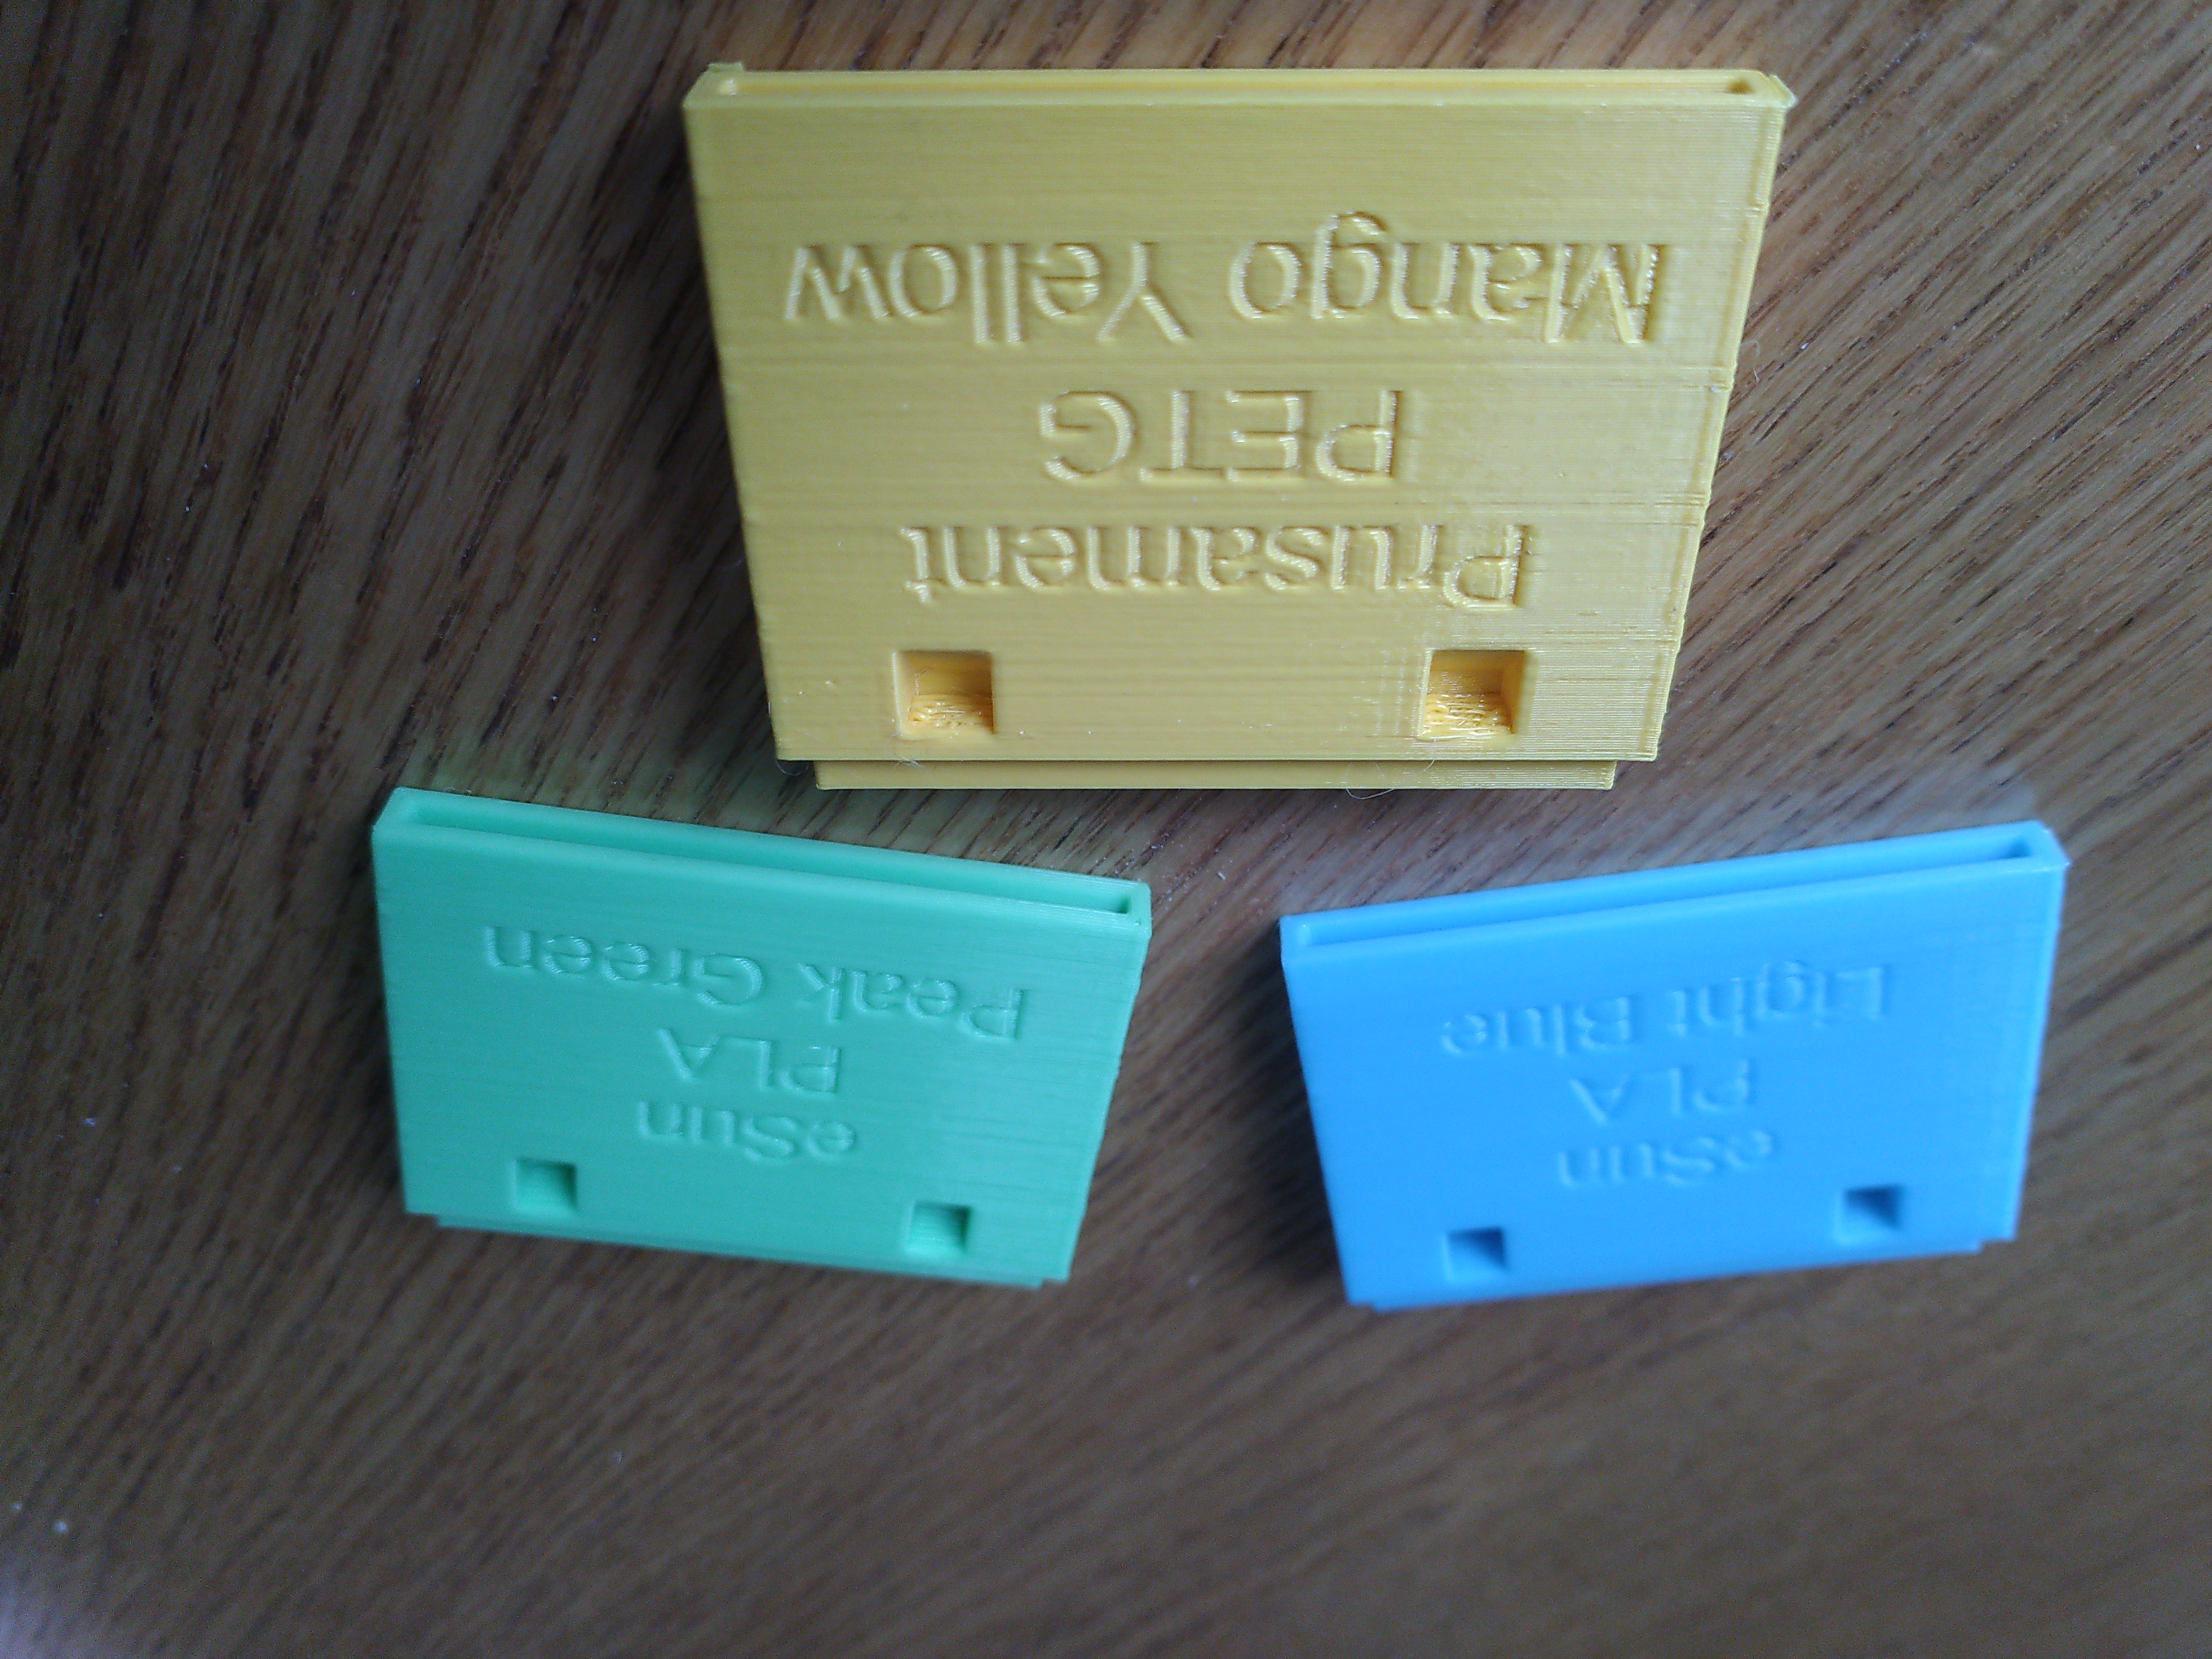 Prusament
PETG
Mango Yellow
eSun
PLA
Peak Green
eSun
PLA
Light Blue